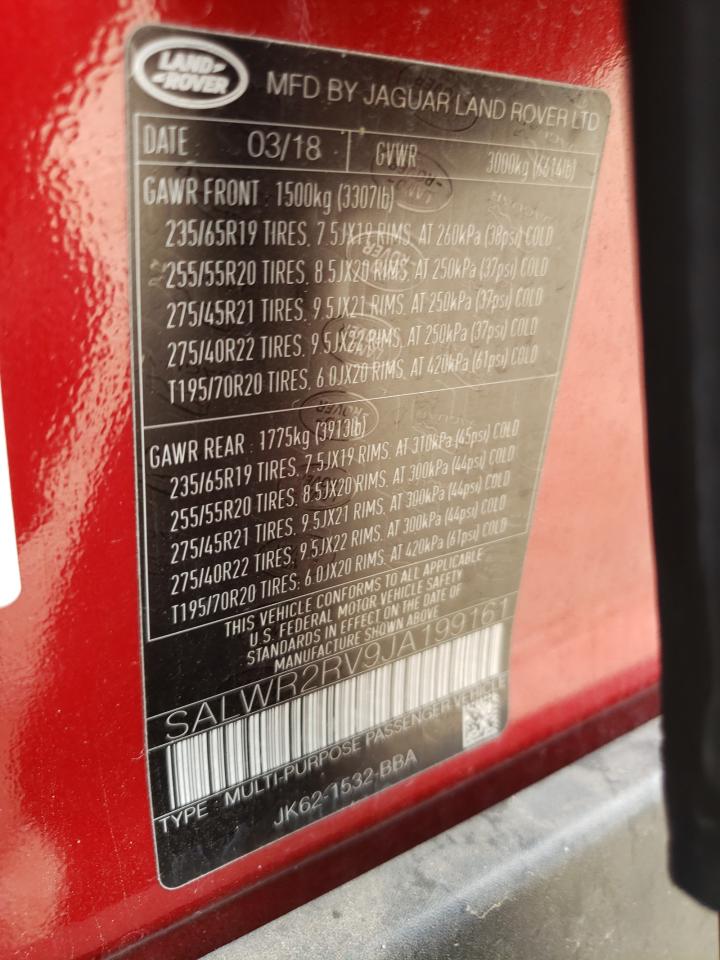 LAND-
ROVER
MFD BY JAGUAR LAND ROVER LTD
DATE : 03/18 GVWR 3000kg (6614lb)
GAWR FRONT : 1500kg (3307lb)
235/65R19 TIRES, 7.5JX19 RIMS, AT 260kPa (38psi) COLD
255/55R20 TIRES, 8.5JX20 RIMS, AT 250kPa (37psi) COLD
275/45R21 TIRES, 9.5JX21 RIMS, AT 250kPa (37psi) COLD
275/40R22 TIRES, 9.5JX22 RIMS, AT 250kPa (37psi) COLD
T195/70R20 TIRES, 6.0JX20 RIMS, AT 420kPa (61psi) COLD
GAWR REAR : 1775kg (3913lb)
235/65R19 TIRES, 7.5JX19 RIMS, AT 310kPa (45psi) COLD
255/55R20 TIRES, 8.5JX20 RIMS, AT 300kPa (44psi) COLD
275/45R21 TIRES, 9.5JX21 RIMS, AT 300kPa (44psi) COLD
275/40R22 TIRES, 9.5JX22 RIMS, AT 300kPa (44psi) COLD
T195/70R20 TIRES: 6.0JX20 RIMS, AT 420kPa (61psi) COLD
THIS VEHICLE CONFORMS TO ALL APPLICABLE
U.S. FEDERAL MOTOR VEHICLE SAFETY
STANDARDS IN EFFECT ON THE DATE OF
MANUFACTURE SHOWN ABOVE
SALWR2RV9JA199161
TYPE : MULTI-PURPOSE PASSENGER VEHICLE
JK62-1532-BBA